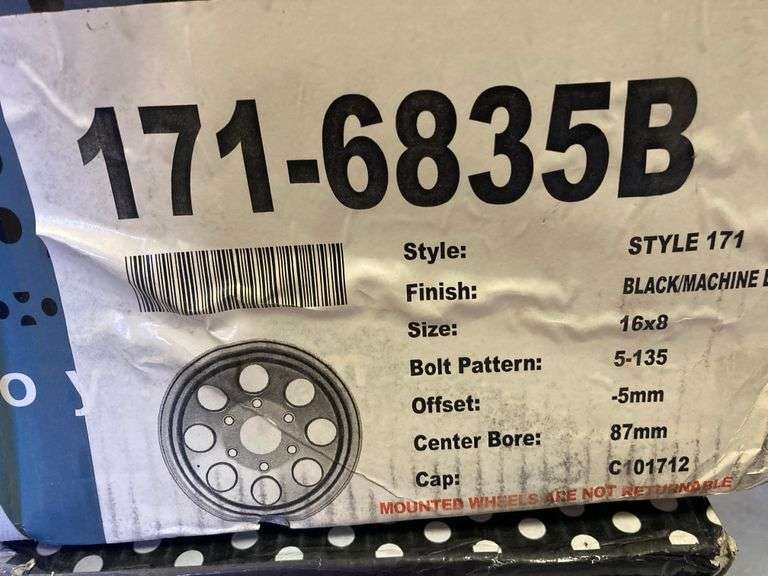 171-6835B
Style: STYLE 171
Finish: BLACK/MACHINE
Size: 16x8
Bolt Pattern: 5-135
Offset: -5mm
Center Bore: 87mm
Cap: C101712
MOUNTED WHEELS ARE NOT RETURNABLE
o y